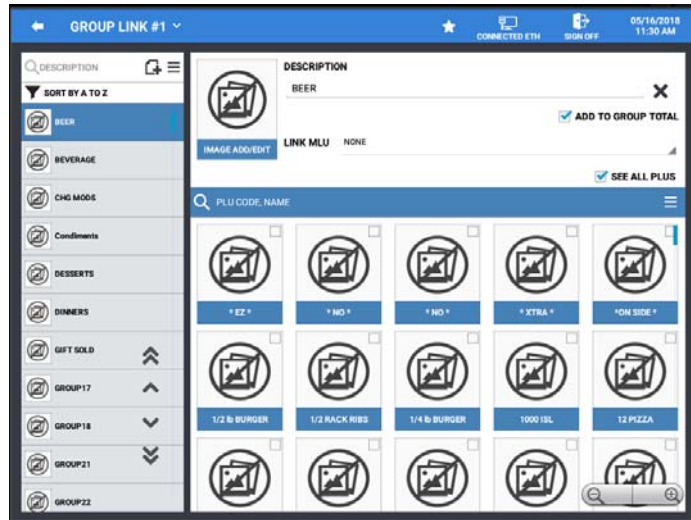 GROUP LINK #1
CONNECTED ETH
SIGN OFF
05/16/2018
11:30 AM
DESCRIPTION
SORT BY A TO Z
BEER
BEVERAGE
CHG MODS
Condiments
DESSERTS
DINNERS
GIFT SOLD
GROUP17
GROUP18
GROUP21
GROUP22
DESCRIPTION
BEER
ADD TO GROUP TOTAL
IMAGE ADD/EDIT
LINK MLU NONE
SEE ALL PLUS
PLU CODE, NAME
* EZ * * NO * * NO * * XTRA * *ON SIDE *
1/2 lb BURGER 1/2 RACK RIBS 1/4 lb BURGER 1000 ISL 12 PIZZA